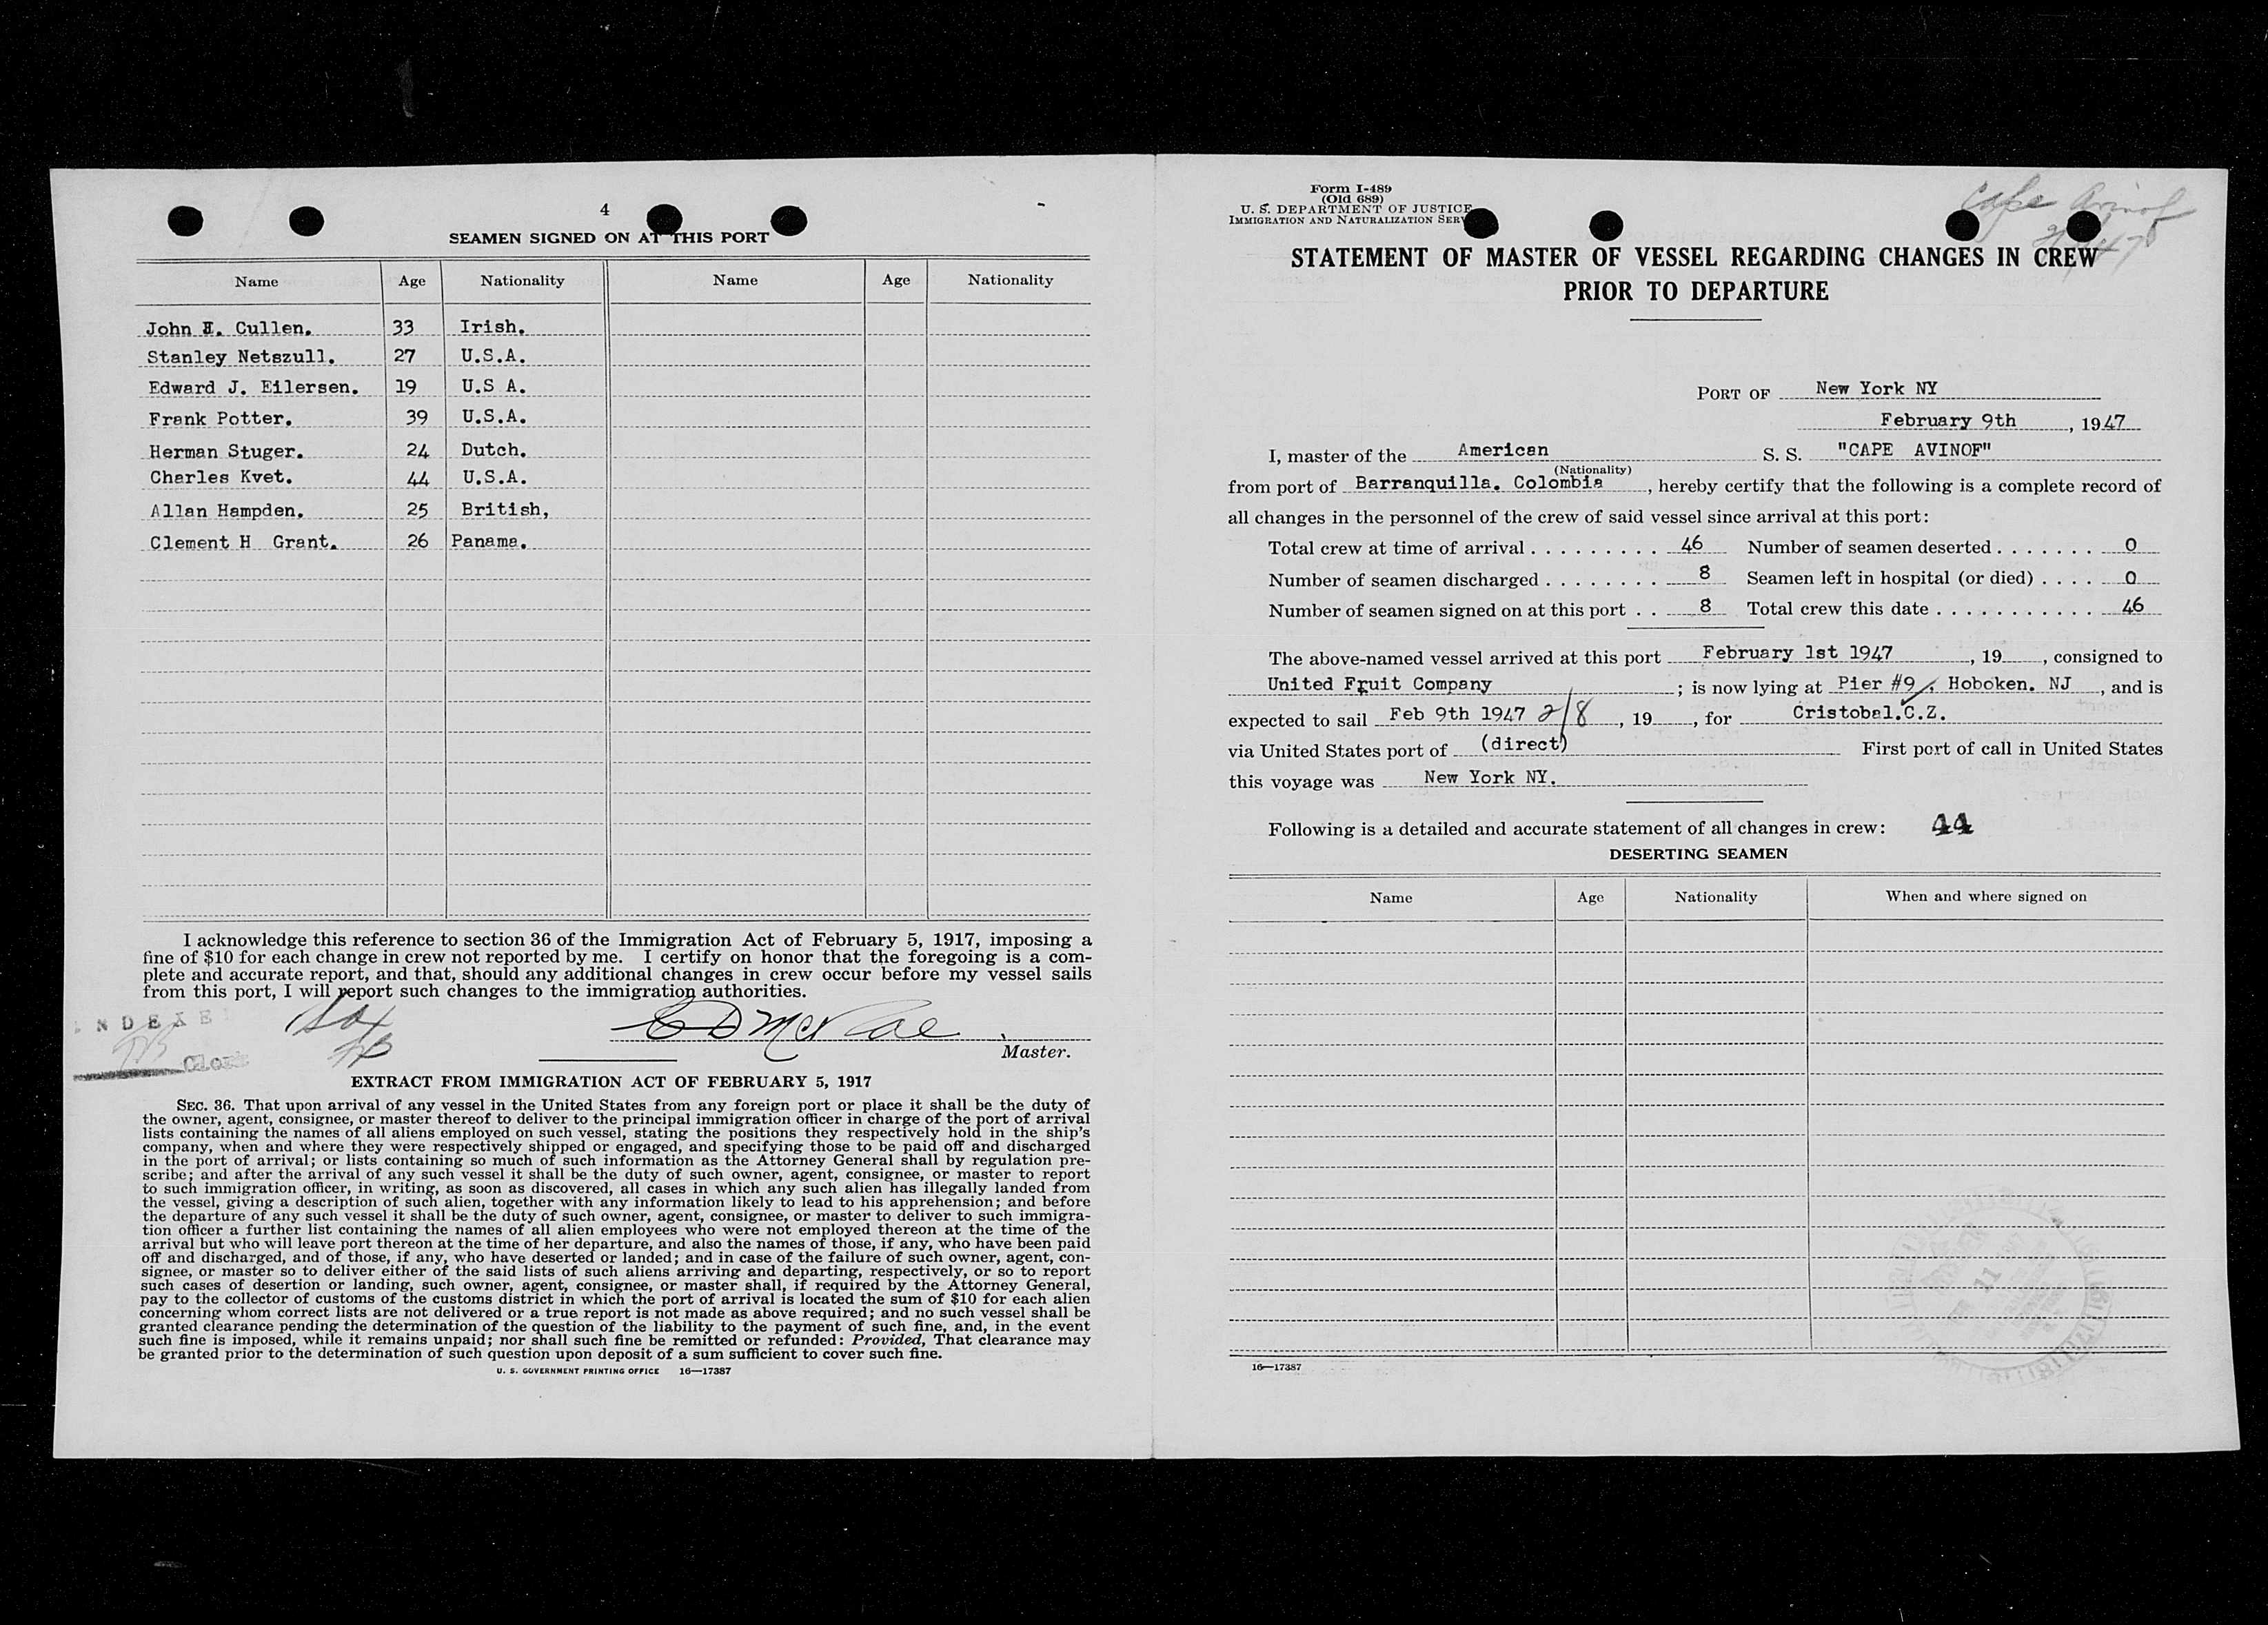 4
SEAMEN SIGNED ON AT THIS PORT
Name Age Nationality Name Age Nationality
John E. Cullen. 33 Irish.
Stanley Netszull. 27 U.S.A.
Edward J. Eilersen. 19 U.S A.
Frank Potter. 39 U.S.A.
Herman Stuger. 24 Dutch.
Charles Kvet. 44 U.S.A.
Allan Hampden. 25 British,
Clement H Grant. 26 Panama.
I acknowledge this reference to section 36 of the Immigration Act of February 5, 1917, imposing a
fine of $10 for each change in crew not reported by me. I certify on honor that the foregoing is a com-
plete and accurate report, and that, should any additional changes in crew occur before my vessel sails
from this port, I will report such changes to the immigration authorities.
Master.
EXTRACT FROM IMMIGRATION ACT OF FEBRUARY 5, 1917
SEC. 36. That upon arrival of any vessel in the United States from any foreign port or place it shall be the duty of
the owner, agent, consignee, or master thereof to deliver to the principal immigration officer in charge of the port of arrival
lists containing the names of all aliens employed on such vessel, stating the positions they respectively hold in the ship's
company, when and where they were respectively shipped or engaged, and specifying those to be paid off and discharged
in the port of arrival; or lists containing so much of such information as the Attorney General shall by regulation pre-
scribe; and after the arrival of any such vessel it shall be the duty of such owner, agent, consignee, or master to report
to such immigration officer, in writing, as soon as discovered, all cases in which any such alien has illegally landed from
the vessel, giving a description of such alien, together with any information likely to lead to his apprehension; and before
the departure of any such vessel it shall be the duty of such owner, agent, consignee, or master to deliver to such immigra-
tion officer a further list containing the names of all alien employees who were not employed thereon at the time of the
arrival but who will leave port thereon at the time of her departure, and also the names of those, if any, who have been paid
off and discharged, and of those, if any, who have deserted or landed; and in case of the failure of such owner, agent, con-
signee, or master so to deliver either of the said lists of such aliens arriving and departing, respectively, or so to report
such cases of desertion or landing, such owner, agent, consignee, or master shall, if required by the Attorney General,
pay to the collector of customs of the customs district in which the port of arrival is located the sum of $10 for each alien
concerning whom correct lists are not delivered or a true report is not made as above required; and no such vessel shall be
granted clearance pending the determination of the question of the liability to the payment of such fine, and, in the event
such fine is imposed, while it remains unpaid; nor shall such fine be remitted or refunded: Provided, That clearance may
be granted prior to the determination of such question upon deposit of a sum sufficient to cover such fine.
U. S. GOVERNMENT PRINTING OFFICE 16—17387
Form I-489
(Old 689)
U. S. DEPARTMENT OF JUSTICE
IMMIGRATION AND NATURALIZATION SERV
Cape Avinof
STATEMENT OF MASTER OF VESSEL REGARDING CHANGES IN CREW
PRIOR TO DEPARTURE
PORT OF New York NY
February 9th, 1947
I, master of the American S. S. "CAPE AVINOF"
(Nationality)
from port of Barranquilla. Colombia, hereby certify that the following is a complete record of
all changes in the personnel of the crew of said vessel since arrival at this port:
Total crew at time of arrival . . . . . . . . . 46 Number of seamen deserted . . . . . . . 0
Number of seamen discharged . . . . . . . . 8 Seamen left in hospital (or died) . . . . 0
Number of seamen signed on at this port . . 8 Total crew this date . . . . . . . . . . . 46
The above-named vessel arrived at this port February 1st 1947, 19 , consigned to
United Fruit Company ; is now lying at Pier #9, Hoboken. NJ, and is
expected to sail Feb 9th 1947 2/8, 19 , for Cristobal.C.Z.
via United States port of (direct) First port of call in United States
this voyage was New York NY.
Following is a detailed and accurate statement of all changes in crew: 44
DESERTING SEAMEN
Name Age Nationality When and where signed on
16—17387